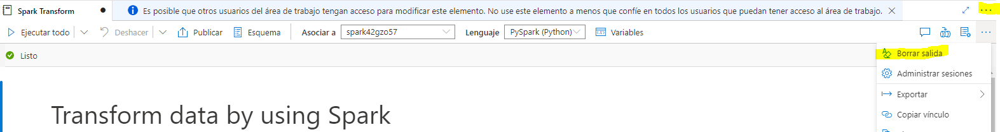 Spark Transform
Es posible que otros usuarios del área de trabajo tengan acceso para modificar este elemento. No use este elemento a menos que confíe en todos los usuarios que puedan tener acceso al área de trabajo.
Ejecutar todo Deshacer Publicar Esquema Asociar a spark42gzo57 Lenguaje PySpark (Python) Variables
Listo
Borrar salida
Administrar sesiones
Exportar
Copiar vínculo
Transform data by using Spark